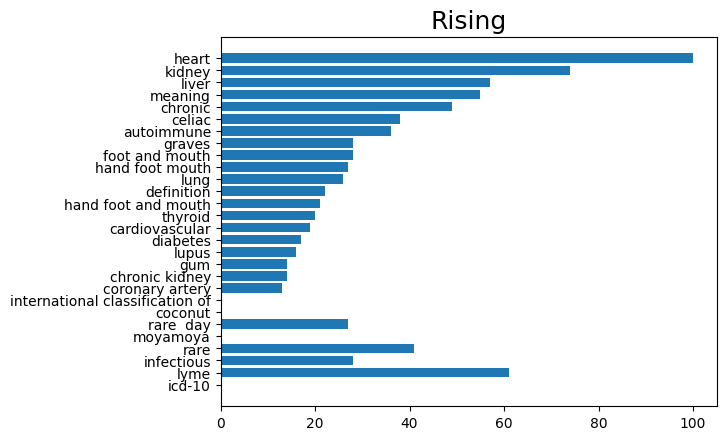 Rising
heart
kidney
liver
meaning
chronic
celiac
autoimmune
graves
foot and mouth
hand foot mouth
lung
definition
hand foot and mouth
thyroid
cardiovascular
diabetes
lupus
gum
chronic kidney
coronary artery
international classification of
coconut
rare  day
moyamoya
rare
infectious
lyme
icd-10
0 20 40 60 80 100